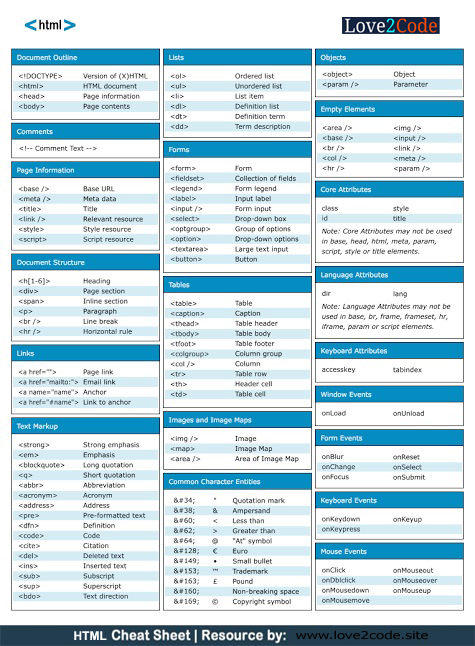 <html>
Love2Code
Document Outline
<!DOCTYPE> Version of (X)HTML
<html> HTML document
<head> Page information
<body> Page contents
Comments
<!-- Comment Text -->
Page Information
<base /> Base URL
<meta /> Meta data
<title> Title
<link /> Relevant resource
<style> Style resource
<script> Script resource
Document Structure
<h[1-6]> Heading
<div> Page section
<span> Inline section
<p> Paragraph
<br /> Line break
<hr /> Horizontal rule
Links
<a href=""> Page link
<a href="mailto:"> Email link
<a name="name"> Anchor
<a href="#name"> Link to anchor
Text Markup
<strong> Strong emphasis
<em> Emphasis
<blockquote> Long quotation
<q> Short quotation
<abbr> Abbreviation
<acronym> Acronym
<address> Address
<pre> Pre-formatted text
<dfn> Definition
<code> Code
<cite> Citation
<del> Deleted text
<ins> Inserted text
<sub> Subscript
<sup> Superscript
<bdo> Text direction
Lists
<ol> Ordered list
<ul> Unordered list
<li> List item
<dl> Definition list
<dt> Definition term
<dd> Term description
Forms
<form> Form
<fieldset> Collection of fields
<legend> Form legend
<label> Input label
<input /> Form input
<select> Drop-down box
<optgroup> Group of options
<option> Drop-down options
<textarea> Large text input
<button> Button
Tables
<table> Table
<caption> Caption
<thead> Table header
<tbody> Table body
<tfoot> Table footer
<colgroup> Column group
<col /> Column
<tr> Table row
<th> Header cell
<td> Table cell
Images and Image Maps
<img /> Image
<map> Image Map
<area /> Area of Image Map
Common Character Entities
&#34; " Quotation mark
&#38; & Ampersand
&#60; < Less than
&#62; > Greater than
&#64; @ "At" symbol
&#128; € Euro
&#149; • Small bullet
&#153; ™ Trademark
&#163; £ Pound
&#160; Non-breaking space
&#169; © Copyright symbol
Objects
<object> Object
<param /> Parameter
Empty Elements
<area /> <img />
<base /> <input />
<br /> <link />
<col /> <meta />
<hr /> <param />
Core Attributes
class style
id title
Note: Core Attributes may not be used
in base, head, html, meta, param,
script, style or title elements.
Language Attributes
dir lang
Note: Language Attributes may not be
used in base, br, frame, frameset, hr,
iframe, param or script elements.
Keyboard Attributes
accesskey tabindex
Window Events
onLoad onUnload
Form Events
onBlur onReset
onChange onSelect
onFocus onSubmit
Keyboard Events
onKeydown onKeyup
onKeypress
Mouse Events
onClick onMouseout
onDblclick onMouseover
onMousedown onMouseup
onMousemove
HTML Cheat Sheet | Resource by: www.love2code.site